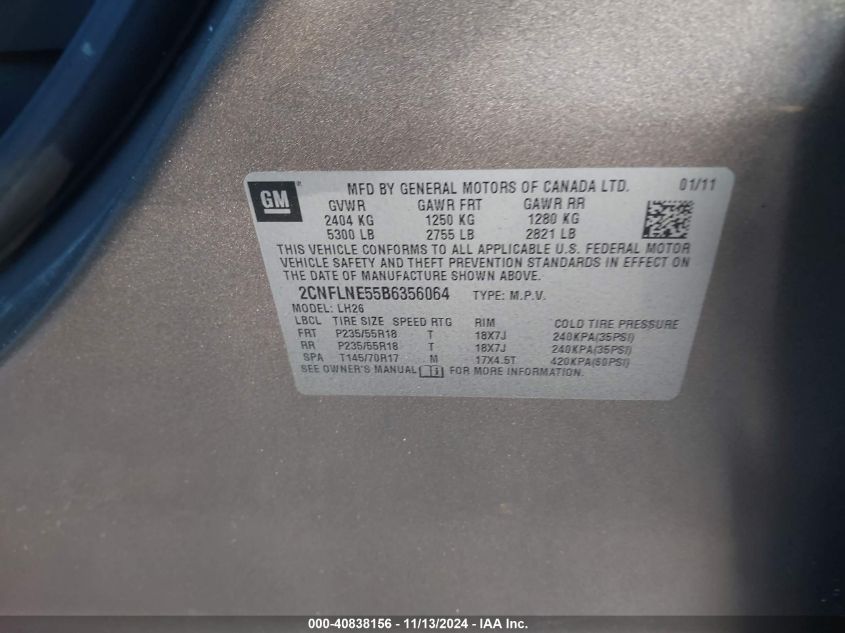 GM
MFD BY GENERAL MOTORS OF CANADA LTD. 01/11
GVWR GAWR FRT GAWR RR
2404 KG 1250 KG 1280 KG
5300 LB 2755 LB 2821 LB
THIS VEHICLE CONFORMS TO ALL APPLICABLE U.S. FEDERAL MOTOR
VEHICLE SAFETY AND THEFT PREVENTION STANDARDS IN EFFECT ON
THE DATE OF MANUFACTURE SHOWN ABOVE.
2CNFLNE55B6356064 TYPE: M.P.V.
MODEL: LH26
LBCL TIRE SIZE SPEED RTG RIM COLD TIRE PRESSURE
FRT P235/55R18 T 18X7J 240KPA(35PSI)
RR P235/55R18 T 18X7J 240KPA(35PSI)
SPA T145/70R17 M 17X4.5T 420KPA(60PSI)
SEE OWNER'S MANUAL FOR MORE INFORMATION.
000-40838156 - 11/13/2024 - IAA Inc.